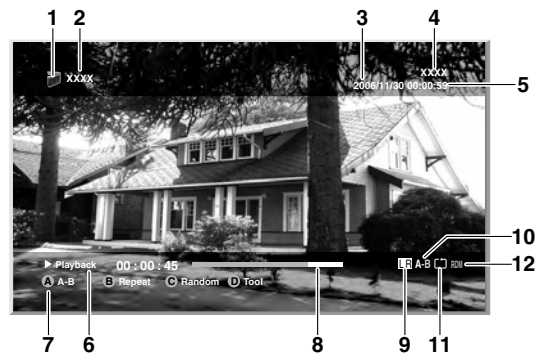 1 2 3 4
XXXX XXXX
2006/11/30 00:00:59 5
10
Playback 00 : 00 : 45 LR A-B RDM 12
A A-B B Repeat C Random D Tool
7 6 8 9 11